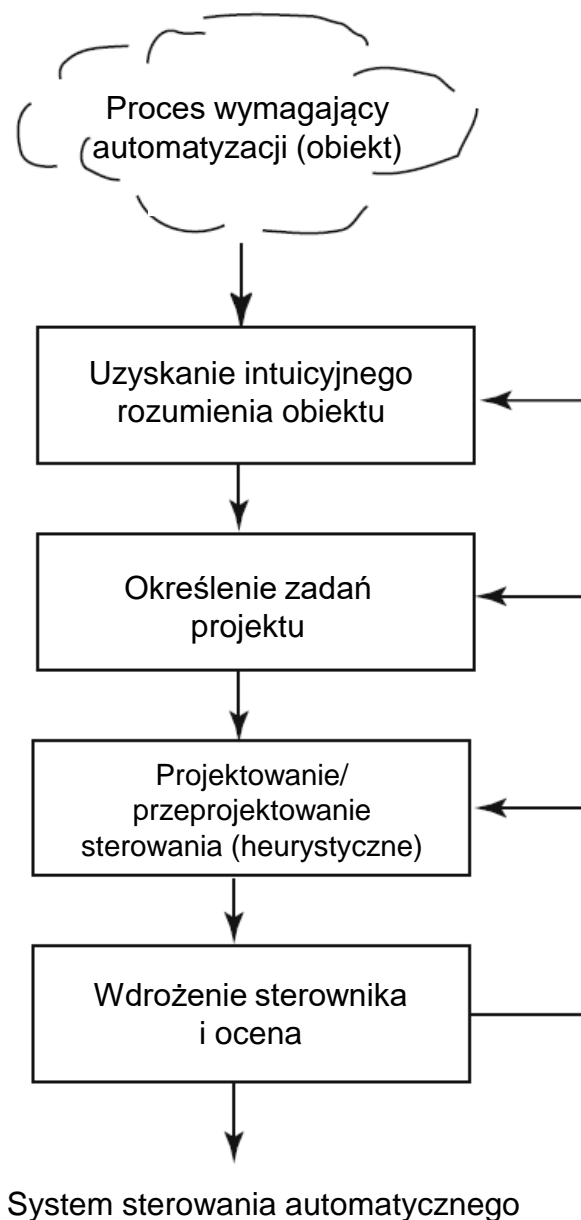 Proces wymagający
automatyzacji (obiekt)
Uzyskanie intuicyjnego
rozumienia obiektu
Określenie zadań
projektu
Projektowanie/
przeprojektowanie
sterowania (heurystyczne)
Wdrożenie sterownika
i ocena
System sterowania automatycznego